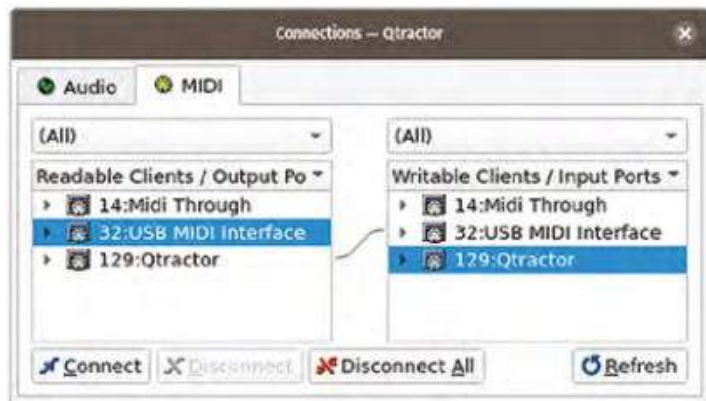 Connections – Qtractor
Audio MIDI
(All) (All)
Readable Clients / Output Po Writable Clients / Input Ports
14:Midi Through 14:Midi Through
32:USB MIDI Interface 32:USB MIDI Interface
129:Qtractor 129:Qtractor
Connect Disconnect Disconnect All Refresh